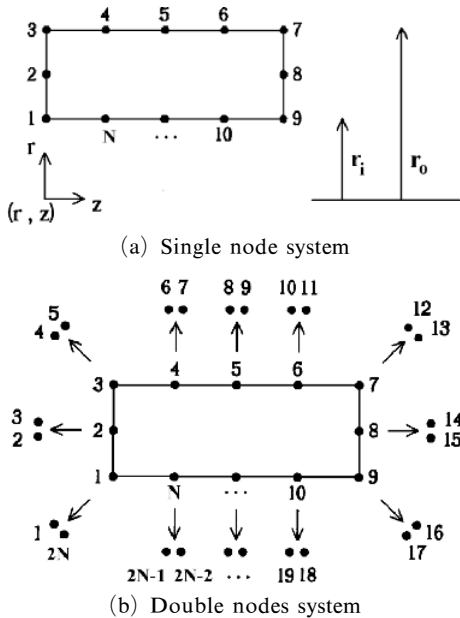 3 4 5 6 7
2 8
1 N ... 10 9
r
z
(r , z)
r_i r_o
(a) Single node system
6 7 8 9 10 11
5 12
4 13
3 4 5 6 7
3 2 14
2 8 15
1 N ... 10 9
1 16
2N 17
2N-1 2N-2 ... 19 18
(b) Double nodes system